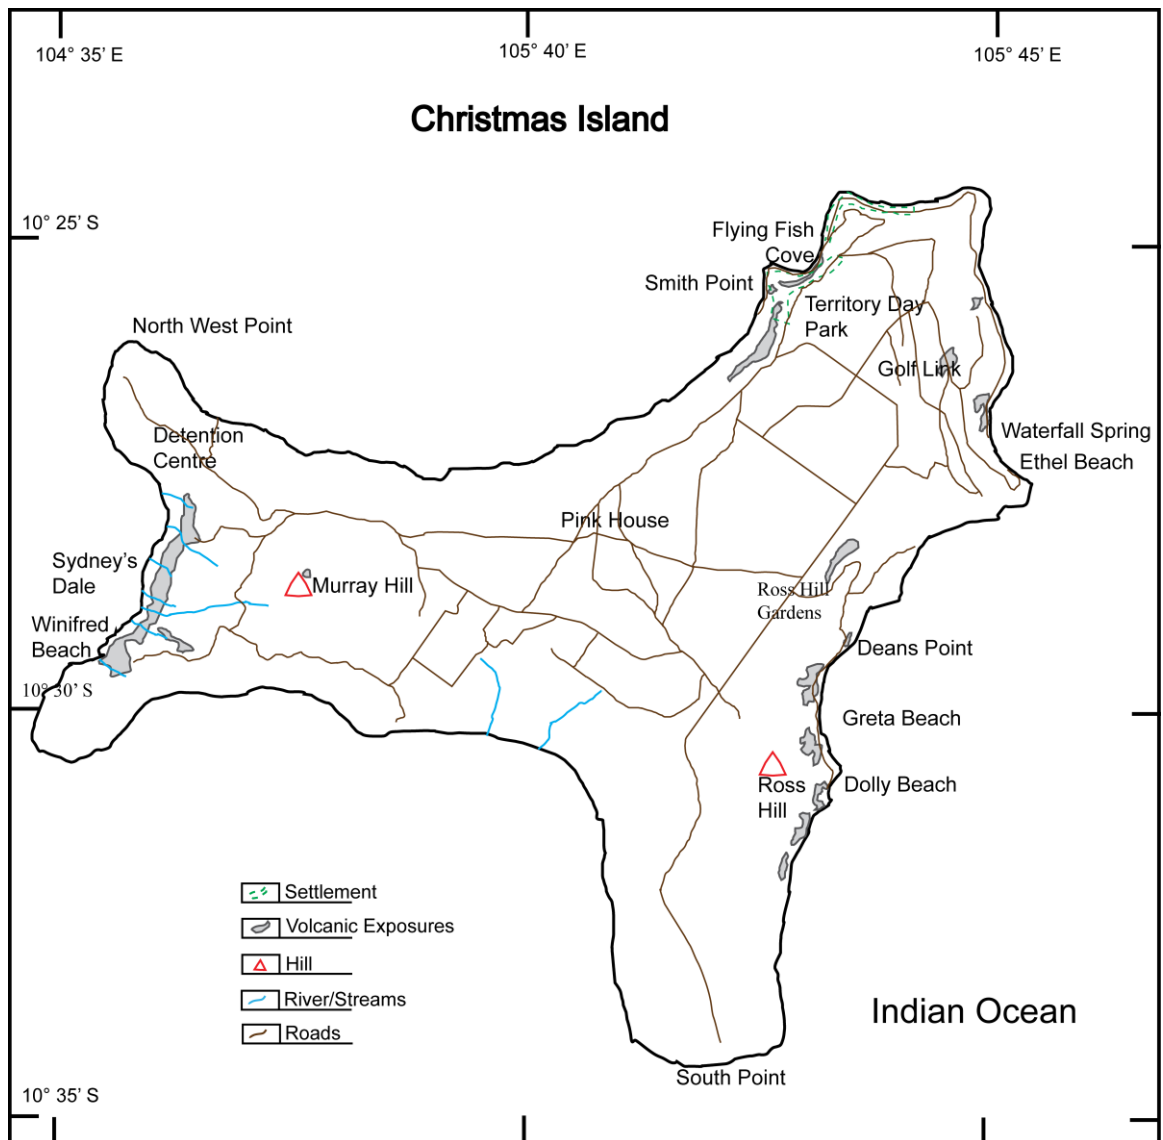 104° 35’ E
105° 40’ E
105° 45’ E
Christmas Island
10° 25’ S
Flying Fish
Cove
Smith Point
Territory Day
Park
North West Point
Golf Link
Detention
Centre
Waterfall Spring
Ethel Beach
Pink House
Sydney’s
Dale
Murray Hill
Ross Hill
Gardens
Winifred
Beach
Deans Point
10° 30’ S
Greta Beach
Ross
Hill
Dolly Beach
Settlement
Volcanic Exposures
Hill
River/Streams
Roads
Indian Ocean
South Point
10° 35’ S